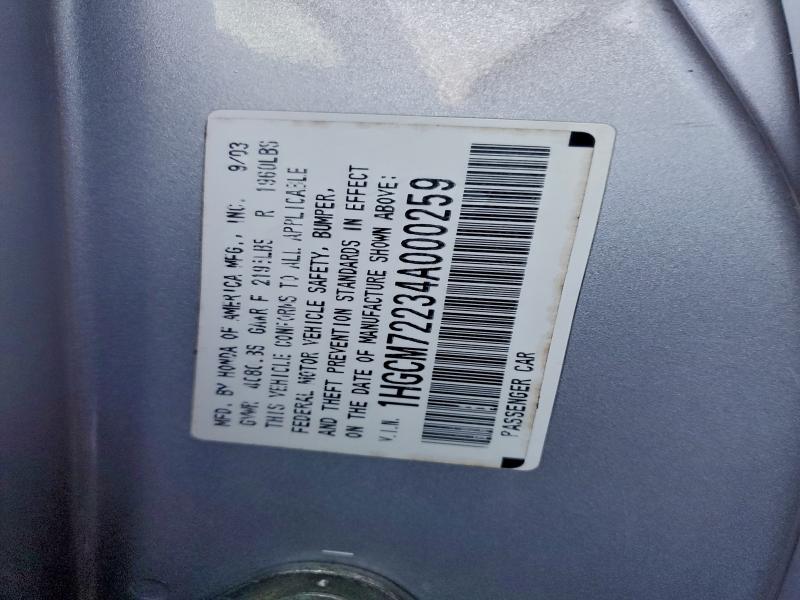 MFD. BY HONDA OF AMERICA MFG., INC. 9/03
GVWR 4080LBS GAWR F 2195LBS R 1960LBS
THIS VEHICLE CONFORMS TO ALL APPLICABLE
FEDERAL MOTOR VEHICLE SAFETY, BUMPER,
AND THEFT PREVENTION STANDARDS IN EFFECT
ON THE DATE OF MANUFACTURE SHOWN ABOVE:
V.I.N. 1HGCM72234A000259
PASSENGER CAR